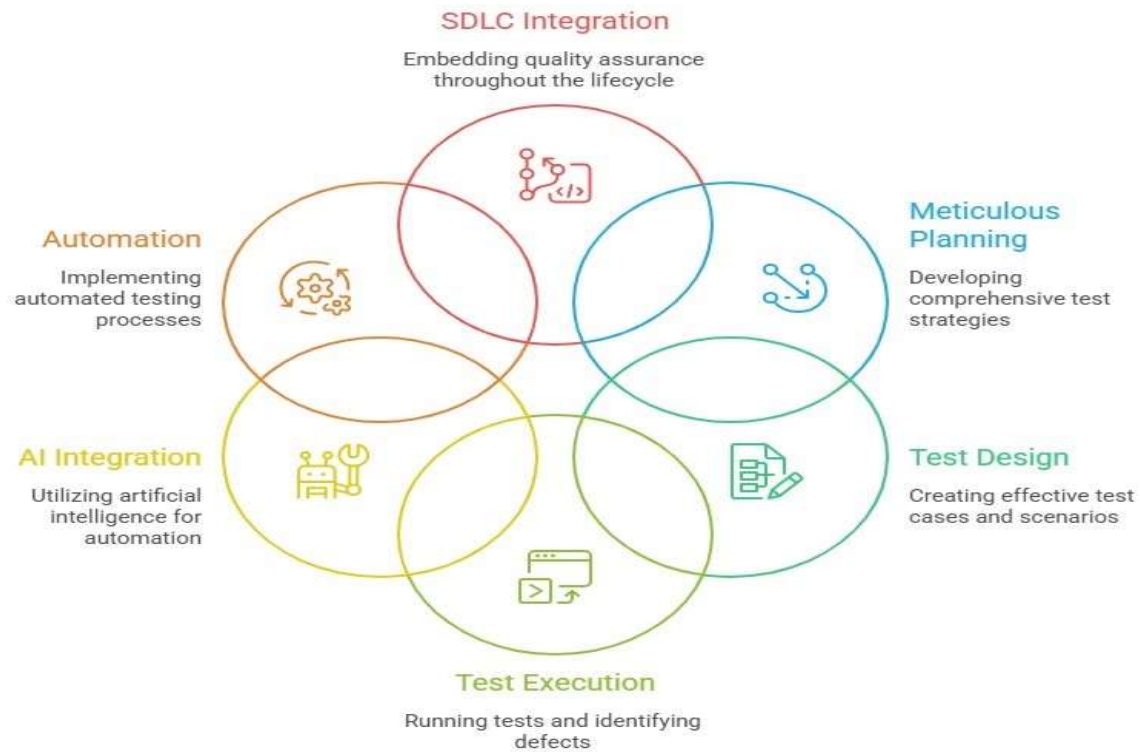 SDLC Integration
Embedding quality assurance
throughout the lifecycle
</>
Meticulous
Planning
Developing
comprehensive test
strategies
Automation
Implementing
automated testing
processes
AI Integration
Utilizing artificial
intelligence for
automation
Test Design
Creating effective test
cases and scenarios
Test Execution
Running tests and identifying
defects